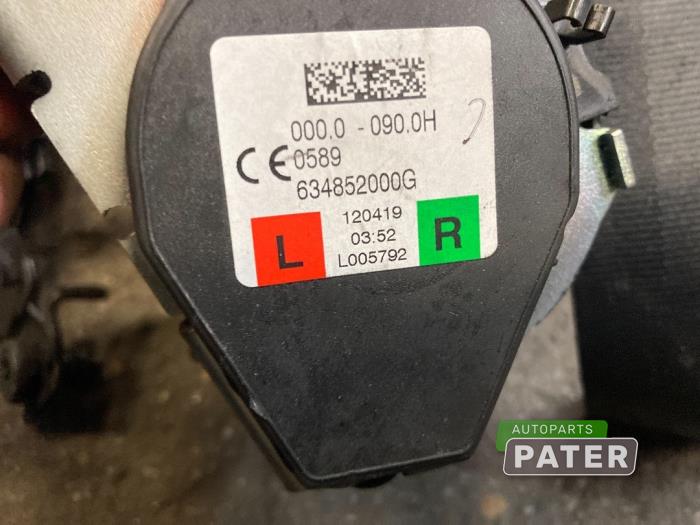 000.0 - 090.0H
CE 0589
634852000G
L
120419
03:52
L005792
R
AUTOPARTS
PATER